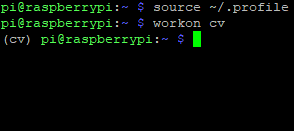 pi@raspberrypi:~ $ source ~/.profile
pi@raspberrypi:~ $ workon cv
(cv) pi@raspberrypi:~ $